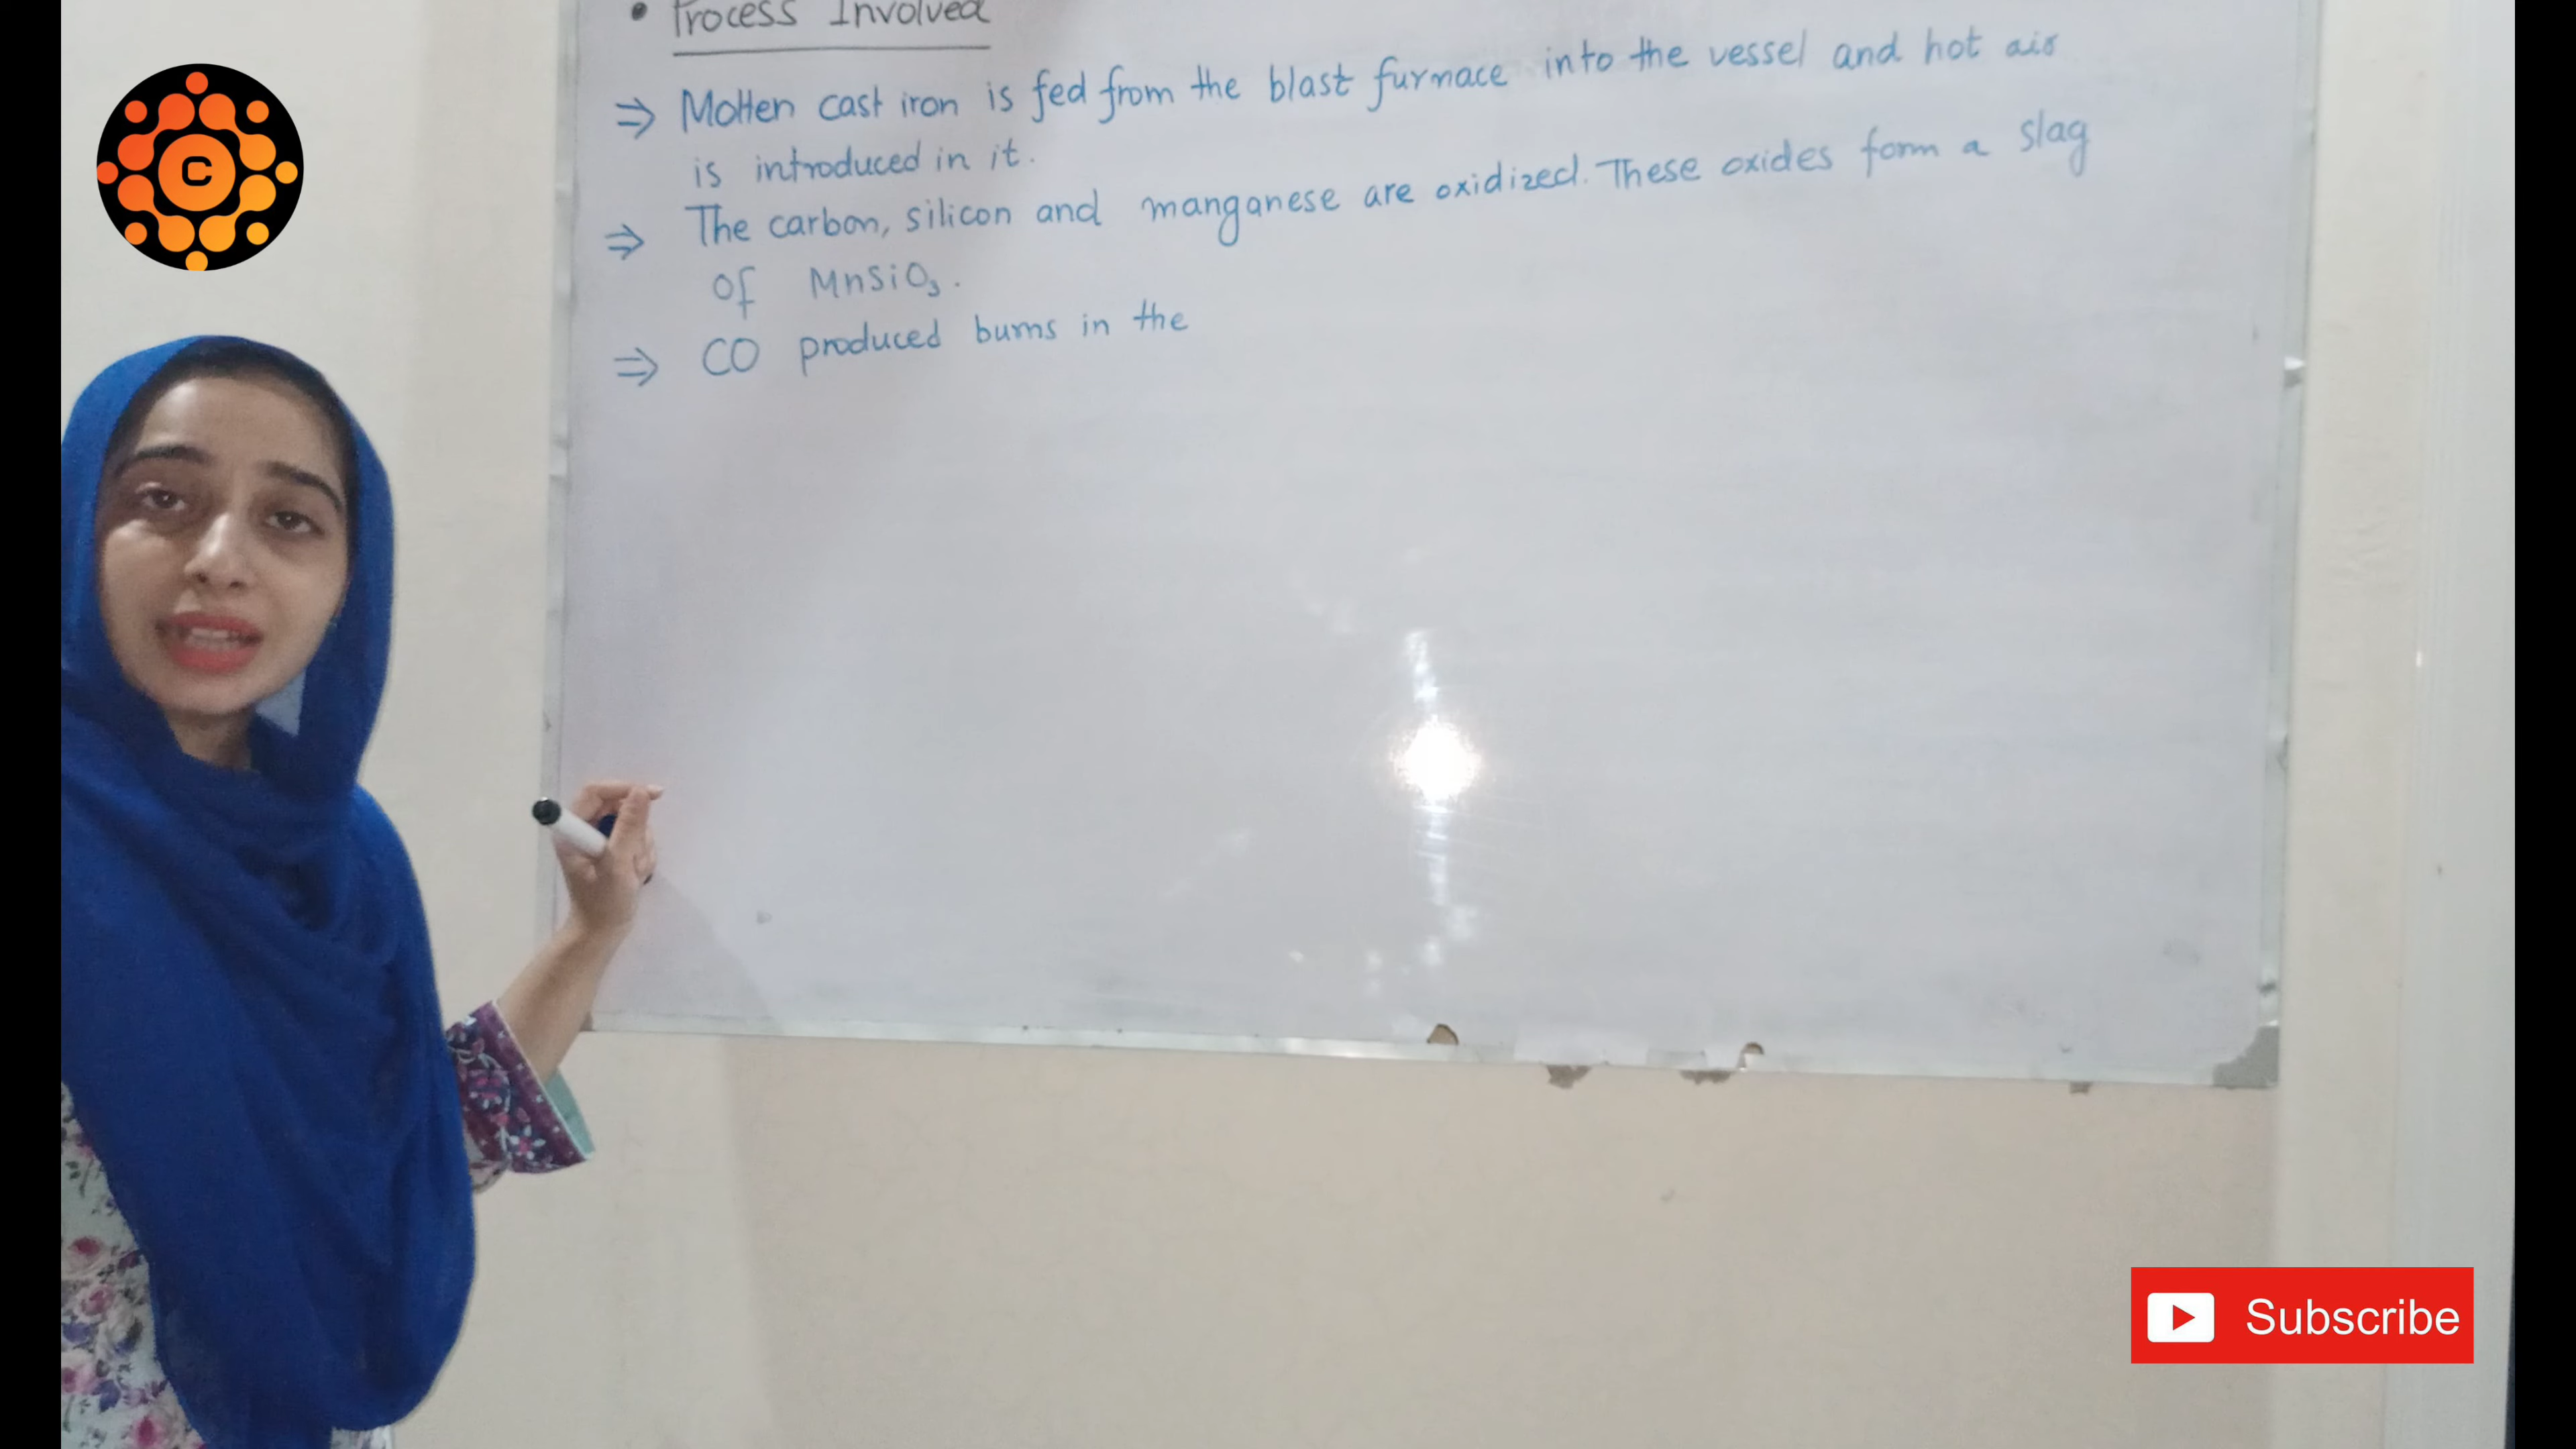 • Process Involved
⇒ Molten cast iron is fed from the blast furnace into the vessel and hot air
is introduced in it.
⇒ The carbon, silicon and manganese are oxidized. These oxides form a slag
of MnSiO₃.
⇒ CO produced burns in the
C
Subscribe